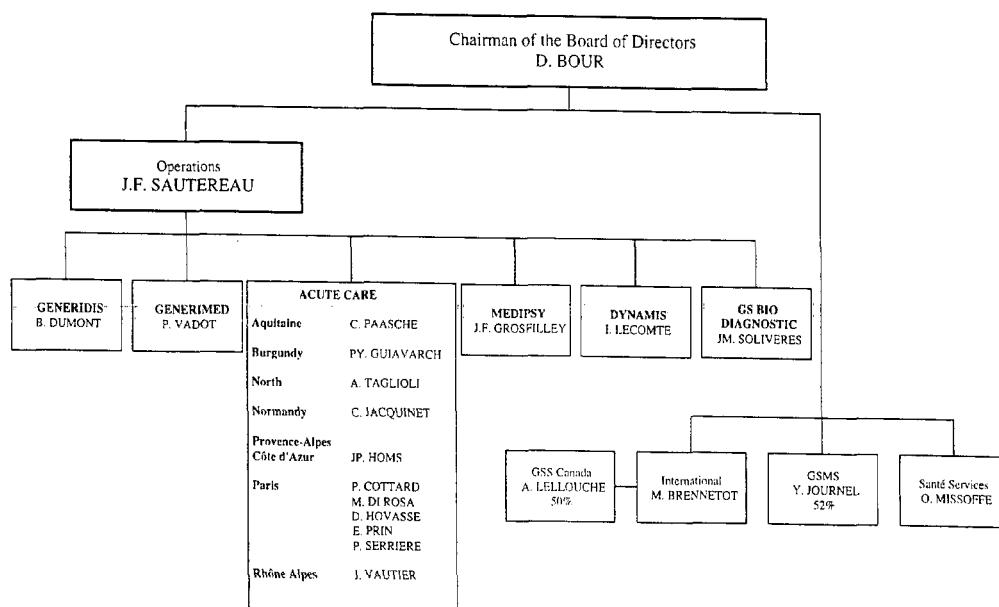 Chairman of the Board of Directors
D. BOUR
Operations
J.F. SAUTEREAU
GENERIDIS
B. DUMONT
GENERIMED
P. VADOT
ACUTE CARE
Aquitaine C. PAASCHE
Burgundy PY. GUIAVARCH
North A. TAGLIOLI
Normandy C. JACQUINET
Provence-Alpes
Côte d'Azur JP. HOMS
Paris P. COTTARD
M. DI ROSA
D. HOVASSE
E. PRIN
P. SERRIERE
Rhône Alpes J. VAUTIER
MEDIPSY
J.F. GROSFILLEY
DYNAMIS
I. LECOMTE
GS BIO
DIAGNOSTIC
JM. SOLIVERES
GSS Canada
A. LELLOUCHE
50%
International
M. BRENNETOT
GSMS
Y. JOURNEL
52%
Santé Services
O. MISSOFFE